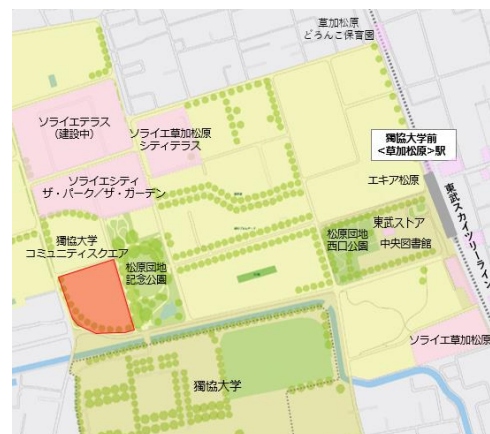 草加松原
どろんこ保育園
ソライエテラス
(建設中)
ソライエ草加松原
シティテラス
獨協大学前
<草加松原>駅
ソライエシティ
ザ・パーク/ザ・ガーデン
エキア松原
東武スカイツリーライン
東武ストア
中央図書館
松原団地
西口公園
獨協大学
コミュニティスクエア
松原団地
記念公園
ソライエ草加松原
獨協大学